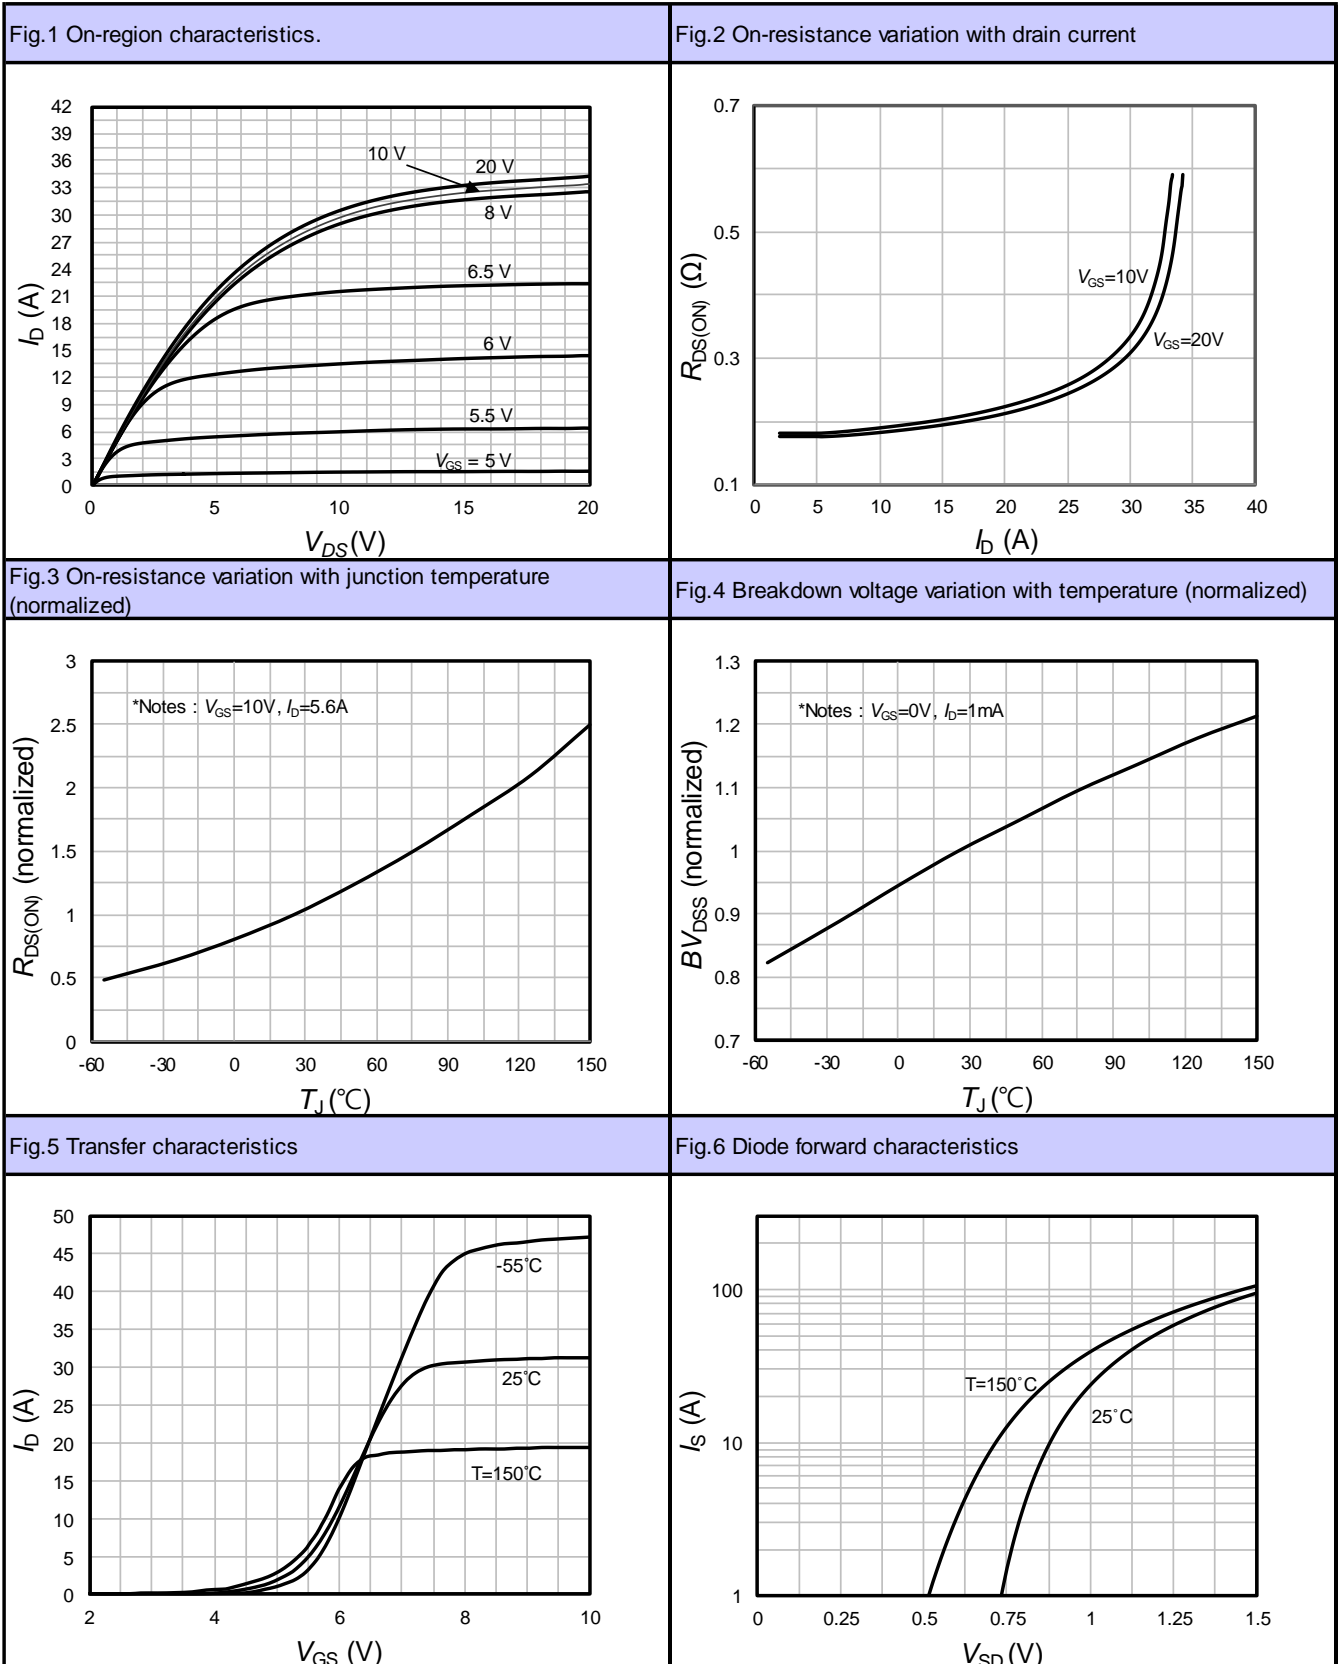 Fig.1 On-region characteristics.
42
39
36
33
30
27
24
21
18
15
12
9
6
3
0
10 V
20 V
8 V
6.5 V
6 V
5.5 V
VGS = 5 V
0 5 10 15 20
ID (A)
VDS (V)
Fig.2 On-resistance variation with drain current
0.7
0.5
0.3
0.1
VGS=10V
VGS=20V
0 5 10 15 20 25 30 35 40
RDS(ON) (Ω)
ID (A)
Fig.3 On-resistance variation with junction temperature
(normalized)
3
2.5
2
1.5
1
0.5
0
*Notes : VGS=10V, ID=5.6A
-60 -30 0 30 60 90 120 150
RDS(ON) (normalized)
TJ (℃)
Fig.4 Breakdown voltage variation with temperature (normalized)
1.3
1.2
1.1
1
0.9
0.8
0.7
*Notes : VGS=0V, ID=1mA
-60 -30 0 30 60 90 120 150
BVDSS (normalized)
TJ (℃)
Fig.5 Transfer characteristics
50
45
40
35
30
25
20
15
10
5
0
-55˚C
25˚C
T=150˚C
2 4 6 8 10
ID (A)
VGS (V)
Fig.6 Diode forward characteristics
100
10
1
T=150˚C
25˚C
0 0.25 0.5 0.75 1 1.25 1.5
IS (A)
VSD (V)